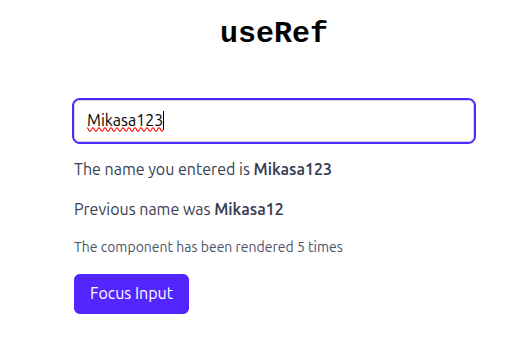 useRef
Mikasa123
The name you entered is Mikasa123
Previous name was Mikasa12
The component has been rendered 5 times
Focus Input